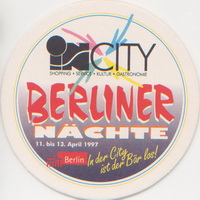 in CITY
SHOPPING • SERVICE • KULTUR • GASTRONOMIE
BERLINER
NÄCHTE
11. bis 13. April 1997
Berlin
In der City
ist der Bär los!